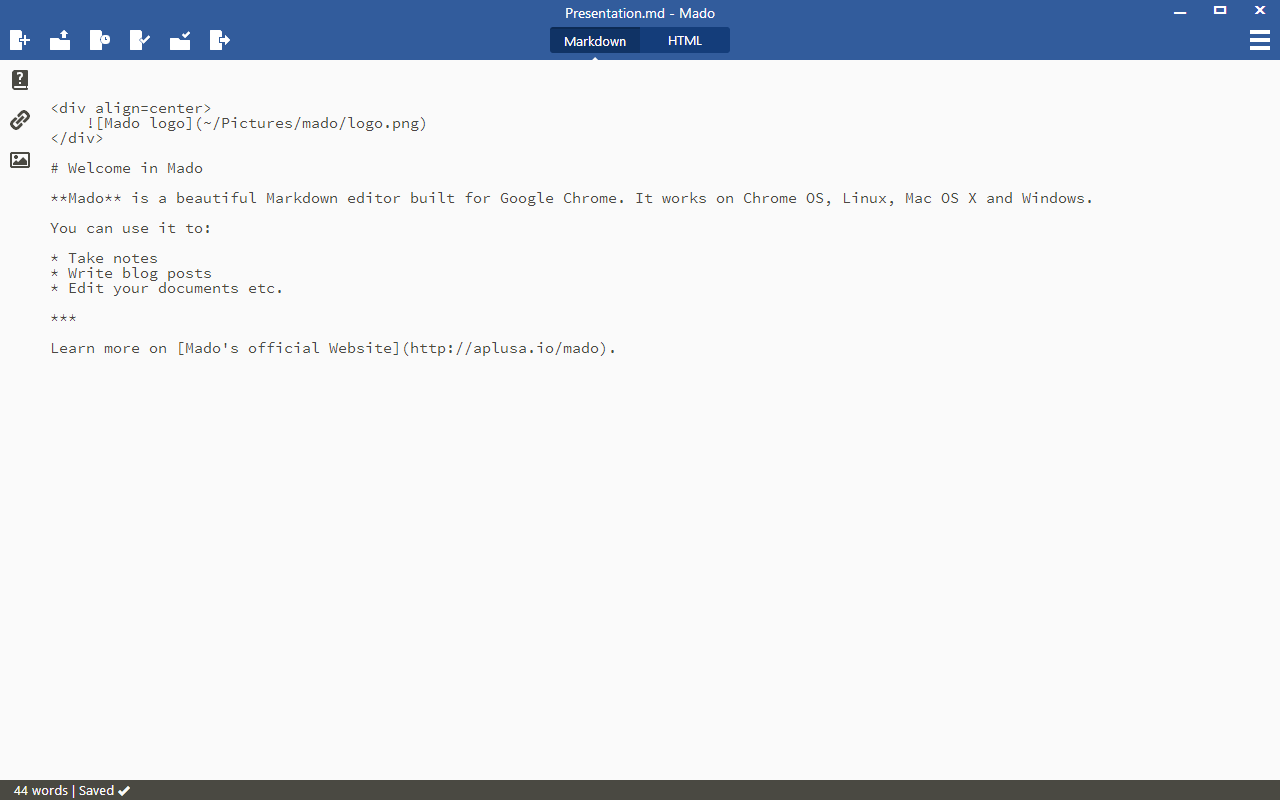 Presentation.md - Mado
Markdown HTML
<div align=center>
    ![Mado logo](~/Pictures/mado/logo.png)
</div>
# Welcome in Mado
**Mado** is a beautiful Markdown editor built for Google Chrome. It works on Chrome OS, Linux, Mac OS X and Windows.
You can use it to:
* Take notes
* Write blog posts
* Edit your documents etc.
***
Learn more on [Mado's official Website](http://aplusa.io/mado).
44 words | Saved